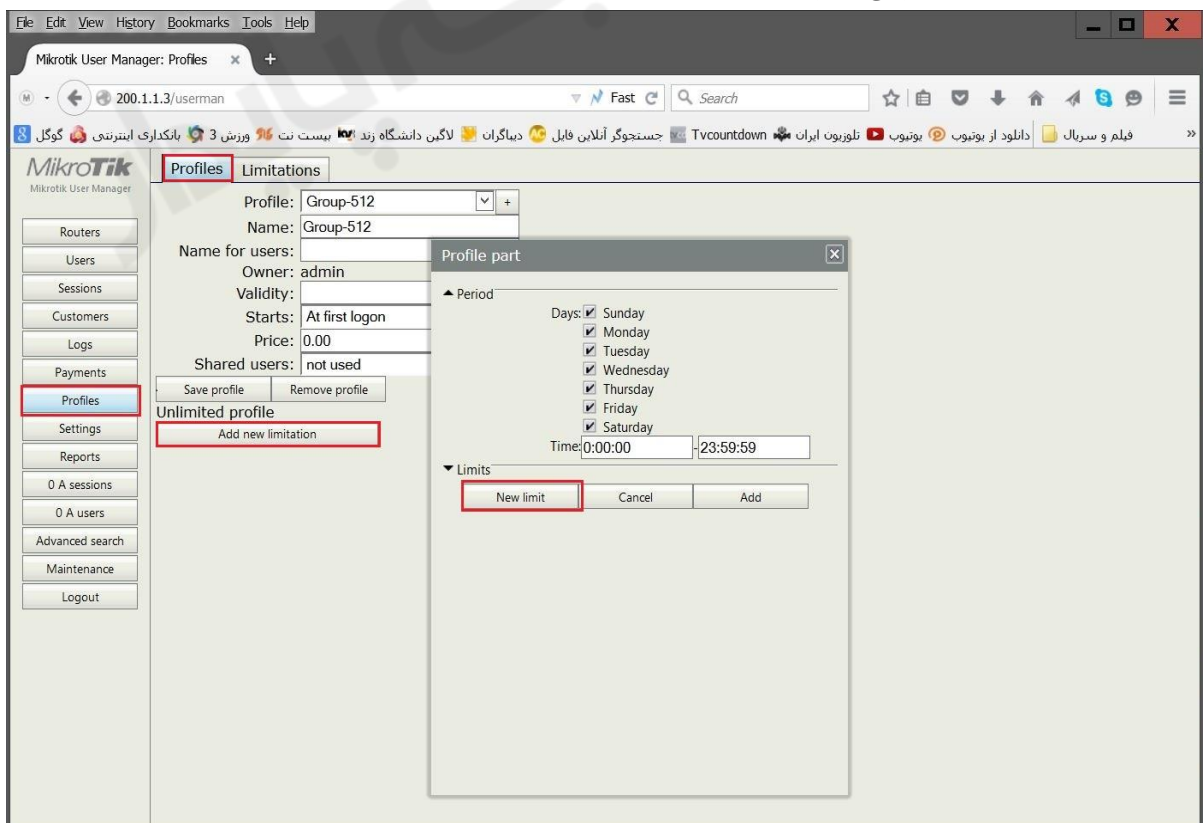 File Edit View History Bookmarks Tools Help
Mikrotik User Manager: Profiles × +
200.1.1.3/userman Fast Search
گوگل بانکداری اینترنتی ورزش 3 بیست نت لاگین دانشگاه زند دیباگران جستجوگر آنلاین فایل Tvcountdown تلوزیون ایران یوتیوب دانلود از یوتیوب فیلم و سریال »
MikroTik
Mikrotik User Manager
Routers
Users
Sessions
Customers
Logs
Payments
Profiles
Settings
Reports
0 A sessions
0 A users
Advanced search
Maintenance
Logout
Profiles Limitations
Profile: Group-512 +
Name: Group-512
Name for users:
Owner: admin
Validity:
Starts: At first logon
Price: 0.00
Shared users: not used
Save profile Remove profile
Unlimited profile
Add new limitation
Profile part
Period
Days: Sunday
Monday
Tuesday
Wednesday
Thursday
Friday
Saturday
Time: 0:00:00 - 23:59:59
Limits
New limit Cancel Add